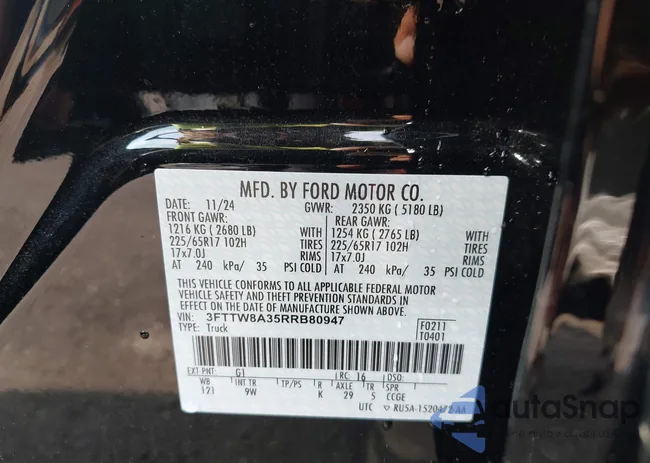 MFD. BY FORD MOTOR CO.
DATE: 11/24 GVWR: 2350 KG ( 5180 LB)
FRONT GAWR: REAR GAWR:
1216 KG ( 2680 LB) WITH 1254 KG ( 2765 LB) WITH
225/65R17 102H TIRES 225/65R17 102H TIRES
17x7.0J RIMS 17x7.0J RIMS
AT 240 kPa/ 35 PSI COLD AT 240 kPa/ 35 PSI COLD
THIS VEHICLE CONFORMS TO ALL APPLICABLE FEDERAL MOTOR
VEHICLE SAFETY AND THEFT PREVENTION STANDARDS IN
EFFECT ON THE DATE OF MANUFACTURE SHOWN ABOVE.
VIN: 3FTTW8A35RRB80947 F0211
TYPE: Truck T0401
EXT PNT: G1 RC: 16 DSO:
WB INT TR TP/PS R AXLE TR SPR
121 9W K 29 5 CCGE
UTC ▽ RU5A-1520472-AA
AutoSnap